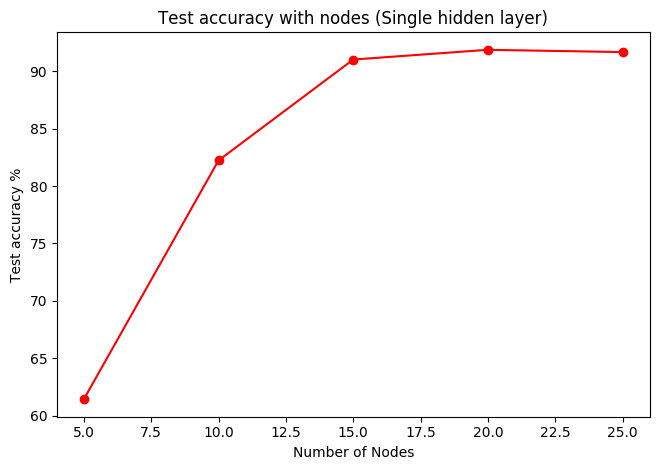 Test accuracy with nodes (Single hidden layer)
90
85
80
75
70
65
60
Test accuracy %
5.0 7.5 10.0 12.5 15.0 17.5 20.0 22.5 25.0
Number of Nodes